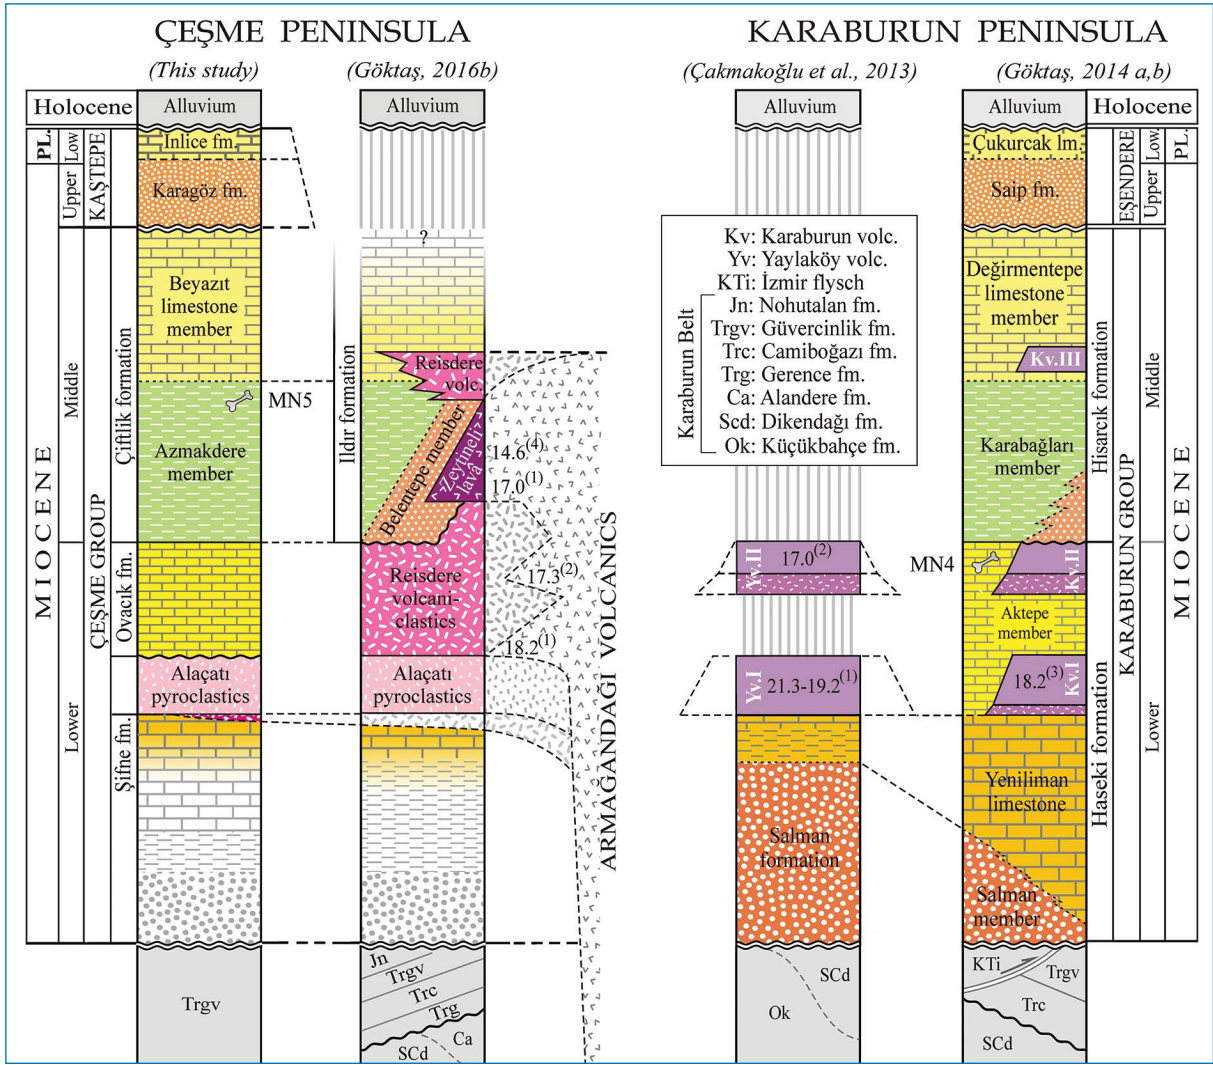 ÇEŞME PENINSULA
KARABURUN PENINSULA
(This study)
(Göktaş, 2016b)
(Çakmakoğlu et al., 2013)
(Göktaş, 2014 a,b)
Holocene
Alluvium
Alluvium
Alluvium
Alluvium
Holocene
PL.
Low
Upper
KAŞTEPE
MIOCENE
Middle
Lower
ÇEŞME GROUP
Çiftlik formation
Ovacık fm.
Şifne fm.
Inlice fm.
Karagöz fm.
Beyazıt
limestone
member
Azmakdere
member
MN5
Alaçatı
pyroclastics
Trgv
Ildır formation
?
Reisdere
volc.
Belentepe member
Zeytineli
lavâ
14.6(4)
17.0(1)
Reisdere
volcani-
clastics
17.3(2)
18.2(1)
Alaçatı
pyroclastics
Jn
Trgv
Trc
Trg
Ca
SCd
ARMAGANDAGI VOLCANICS
Kv: Karaburun volc.
Yv: Yaylaköy volc.
KTi: İzmir flysch
Karaburun Belt
Jn: Nohutalan fm.
Trgv: Güvercinlik fm.
Trc: Camiboğazı fm.
Trg: Gerence fm.
Ca: Alandere fm.
Scd: Dikendağı fm.
Ok: Küçükbahçe fm.
Yv.II
17.0(2)
Yv.I
21.3-19.2(1)
Salman
formation
SCd
Ok
Çukurcak lm.
Saip fm.
Değirmentepe
limestone
member
Kv.III
Karabağları
member
MN4
Kv.II
Aktepe
member
18.2(3)
Kv.I
Yeniliman
limestone
Salman
member
KTi
Trgv
Trc
SCd
EŞENDERE
Low.
Upper
PL.
Hisarcık formation
Haseki formation
KARABURUN GROUP
Middle
Lower
MIOCENE